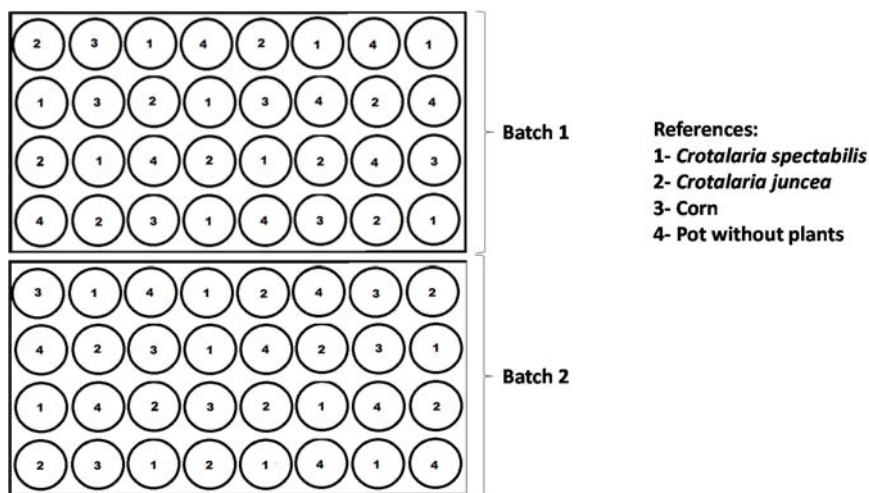 2 3 1 4 2 1 4 1
1 3 2 1 3 4 2 4
2 1 4 2 1 2 4 3
4 2 3 1 4 3 2 1
Batch 1
3 1 4 1 2 4 3 2
4 2 3 1 4 2 3 1
1 4 2 3 2 1 4 2
2 3 1 2 1 4 1 4
Batch 2
References:
1- Crotalaria spectabilis
2- Crotalaria juncea
3- Corn
4- Pot without plants